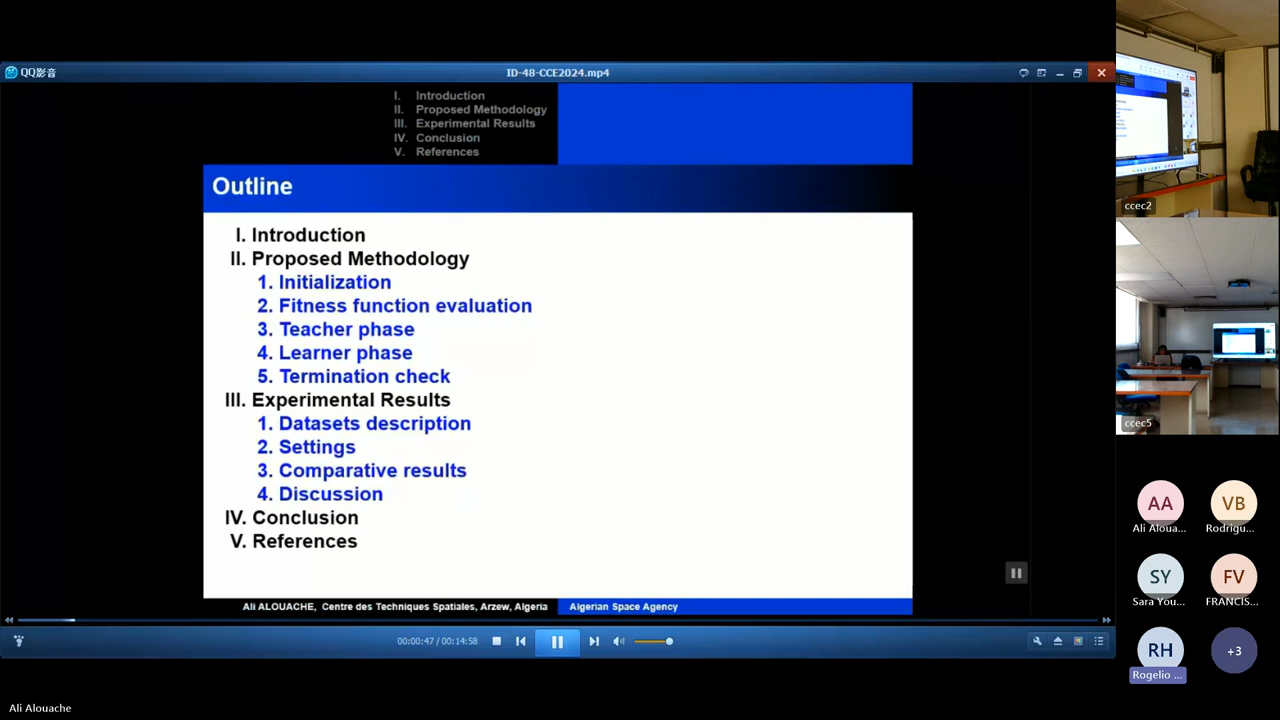 QQ影音
ID-48-CCE2024.mp4
I. Introduction
II. Proposed Methodology
III. Experimental Results
IV. Conclusion
V. References
Outline
I. Introduction
II. Proposed Methodology
1. Initialization
2. Fitness function evaluation
3. Teacher phase
4. Learner phase
5. Termination check
III. Experimental Results
1. Datasets description
2. Settings
3. Comparative results
4. Discussion
IV. Conclusion
V. References
Ali ALOUACHE, Centre des Techniques Spatiales, Arzew, Algeria
Algerian Space Agency
00:00:47 / 00:14:58
Ali Alouache
ccec2
ccec5
AA
Ali Aloua...
VB
Rodrigu...
SY
Sara You...
FV
FRANCIS...
RH
Rogelio ...
+3